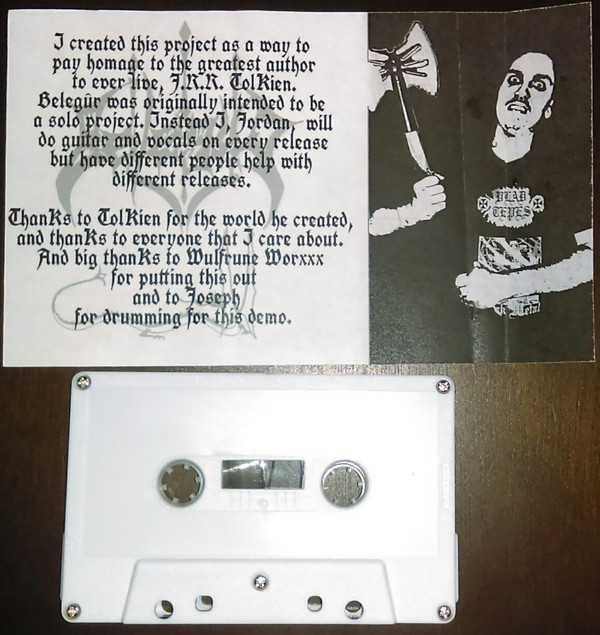 I created this project as a way to
pay homage to the greatest author
to ever live, J.R.R. Tolkien.
Belegûr was originally intended to be
a solo project. Instead I, Jordan, will
do guitar and vocals on every release
but have different people help with
different releases.
Thanks to Tolkien for the world he created,
and thanks to everyone that I care about.
And big thanks to Wulfrune Worxxx
for putting this out
and to Joseph
for drumming for this demo.
VLAD
TEPES
Metal